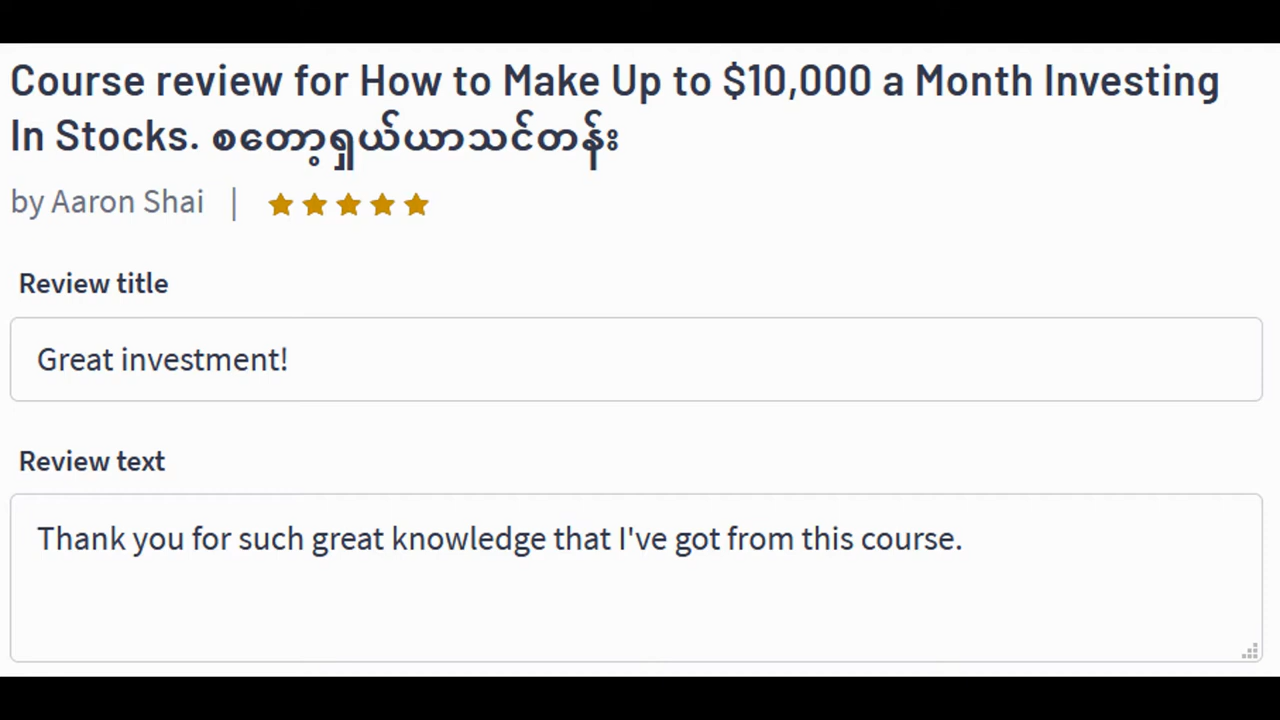 Course review for How to Make Up to $10,000 a Month Investing
In Stocks. စတော့ရှယ်ယာသင်တန်း
by Aaron Shai |
Review title
Great investment!
Review text
Thank you for such great knowledge that I've got from this course.